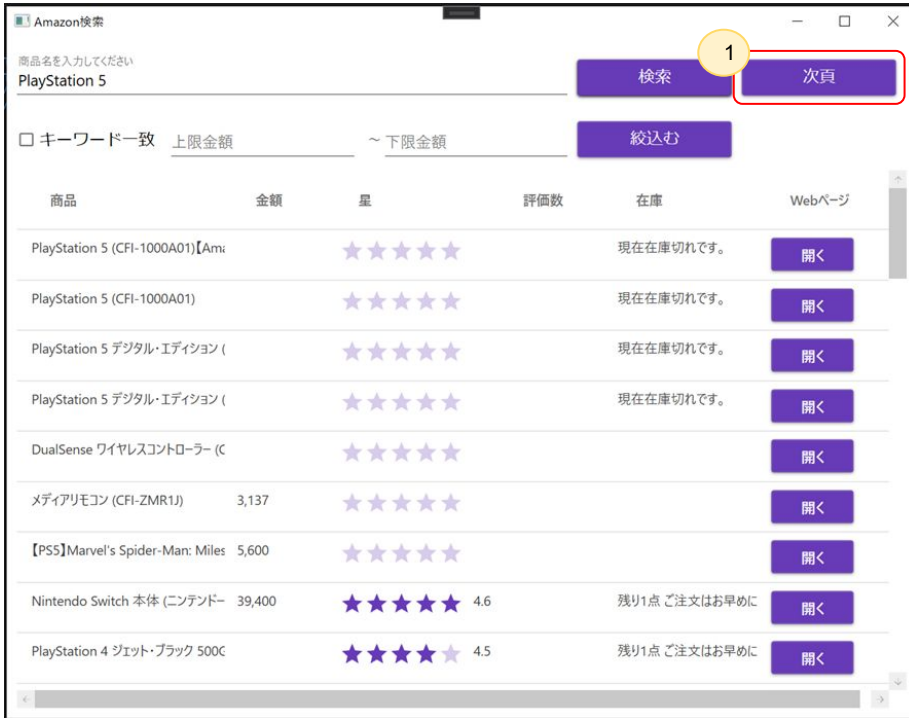 Amazon検索
商品名を入力してください
PlayStation 5
検索
1
次頁
キーワード一致
上限金額
～
下限金額
絞込む
商品 金額 星 評価数 在庫 Webページ
PlayStation 5 (CFI-1000A01)【Ama 現在在庫切れです。 開く
PlayStation 5 (CFI-1000A01) 現在在庫切れです。 開く
PlayStation 5 デジタル・エディション ( 現在在庫切れです。 開く
PlayStation 5 デジタル・エディション ( 現在在庫切れです。 開く
DualSense ワイヤレスコントローラー (C 開く
メディアリモコン (CFI-ZMR1J) 3,137 開く
【PS5】Marvel's Spider-Man: Miles 5,600 開く
Nintendo Switch 本体 (ニンテンドー 39,400 4.6 残り1点 ご注文はお早めに 開く
PlayStation 4 ジェット・ブラック 500G 4.5 残り1点 ご注文はお早めに 開く